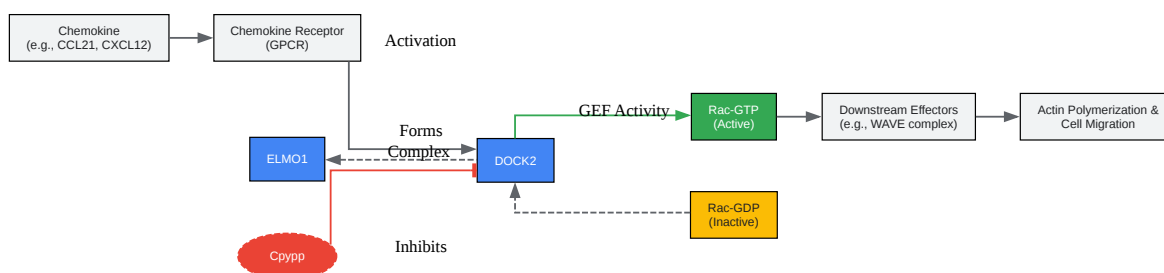 Chemokine
(e.g., CCL21, CXCL12)
Chemokine Receptor
(GPCR)
Activation
GEF Activity
Rac-GTP
(Active)
Downstream Effectors
(e.g., WAVE complex)
Actin Polymerization &
Cell Migration
Forms
Complex
ELMO1
DOCK2
Rac-GDP
(Inactive)
Cpypp
Inhibits